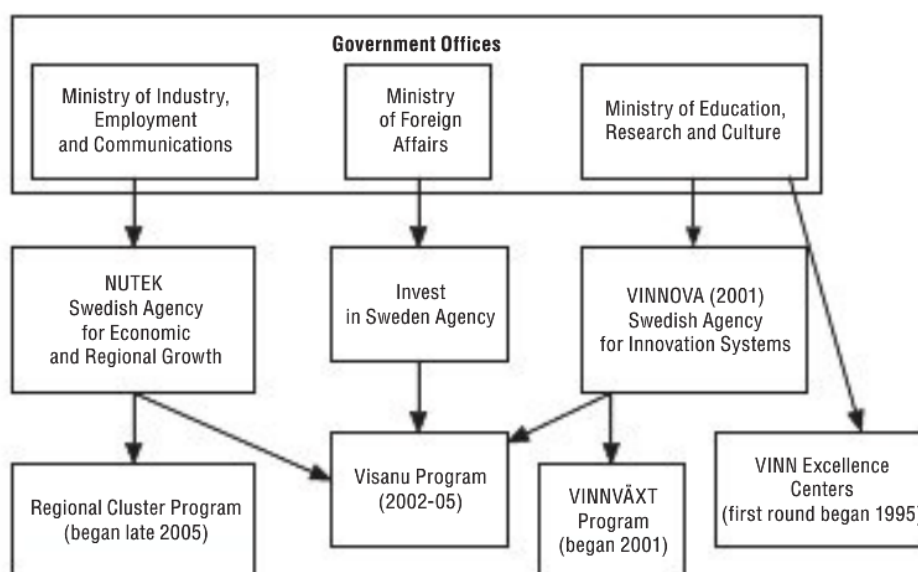 Government Offices
Ministry of Industry,
Employment
and Communications
Ministry
of Foreign
Affairs
Ministry of Education,
Research and Culture
NUTEK
Swedish Agency
for Economic
and Regional Growth
Invest
in Sweden Agency
VINNOVA (2001)
Swedish Agency
for Innovation Systems
Regional Cluster Program
(began late 2005)
Visanu Program
(2002-05)
VINNVÄXT
Program
(began 2001)
VINN Excellence
Centers
(first round began 1995)